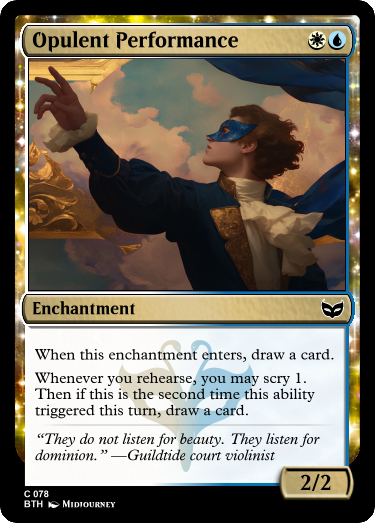 Opulent Performance
Enchantment
When this enchantment enters, draw a card.
Whenever you rehearse, you may scry 1.
Then if this is the second time this ability
triggered this turn, draw a card.
“They do not listen for beauty. They listen for
dominion.” —Guildtide court violinist
2/2
C 078
BTH Midjourney